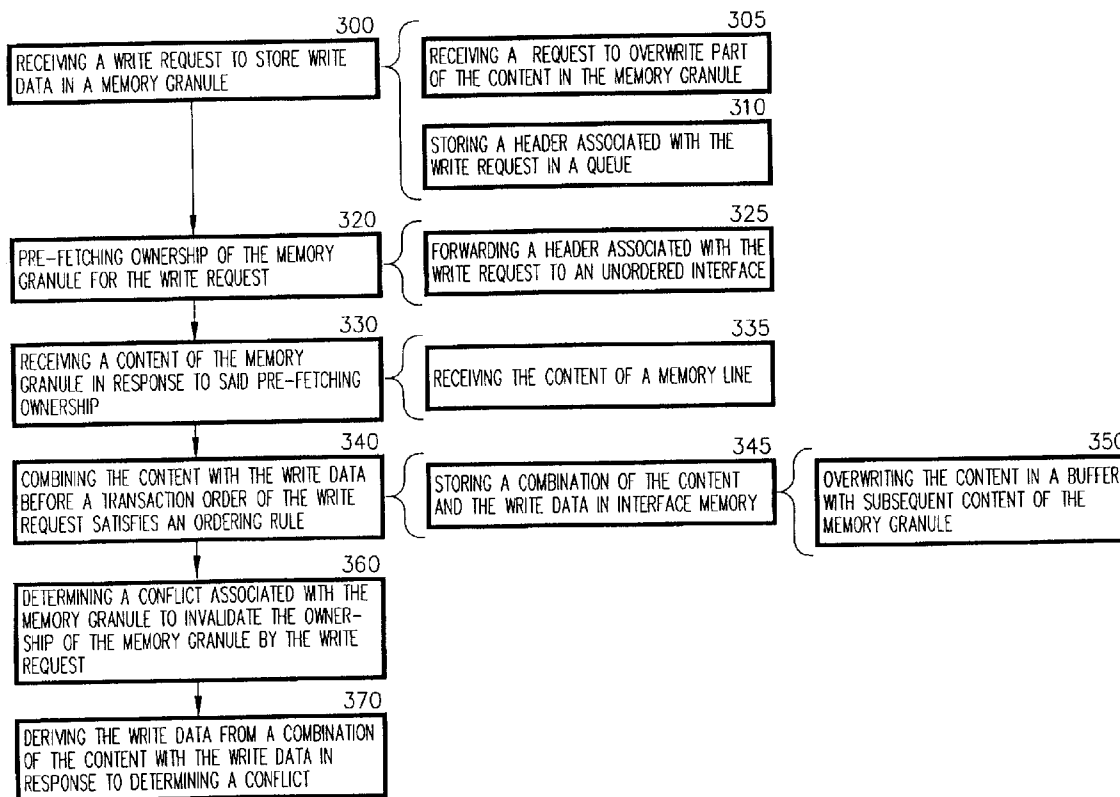 300
RECEIVING A WRITE REQUEST TO STORE WRITE
DATA IN A MEMORY GRANULE
305
RECEIVING A REQUEST TO OVERWRITE PART
OF THE CONTENT IN THE MEMORY GRANULE
310
STORING A HEADER ASSOCIATED WITH THE
WRITE REQUEST IN A QUEUE
320
PRE-FETCHING OWNERSHIP OF THE MEMORY
GRANULE FOR THE WRITE REQUEST
325
FORWARDING A HEADER ASSOCIATED WITH THE
WRITE REQUEST TO AN UNORDERED INTERFACE
330
RECEIVING A CONTENT OF THE MEMORY
GRANULE IN RESPONSE TO SAID PRE-FETCHING
OWNERSHIP
335
RECEIVING THE CONTENT OF A MEMORY LINE
340
COMBINING THE CONTENT WITH THE WRITE DATA
BEFORE A TRANSACTION ORDER OF THE WRITE
REQUEST SATISFIES AN ORDERING RULE
345
STORING A COMBINATION OF THE CONTENT
AND THE WRITE DATA IN INTERFACE MEMORY
350
OVERWRITING THE CONTENT IN A BUFFER
WITH SUBSEQUENT CONTENT OF THE
MEMORY GRANULE
360
DETERMINING A CONFLICT ASSOCIATED WITH THE
MEMORY GRANULE TO INVALIDATE THE OWNER-
SHIP OF THE MEMORY GRANULE BY THE WRITE
REQUEST
370
DERIVING THE WRITE DATA FROM A COMBINATION
OF THE CONTENT WITH THE WRITE DATA IN
RESPONSE TO DETERMINING A CONFLICT